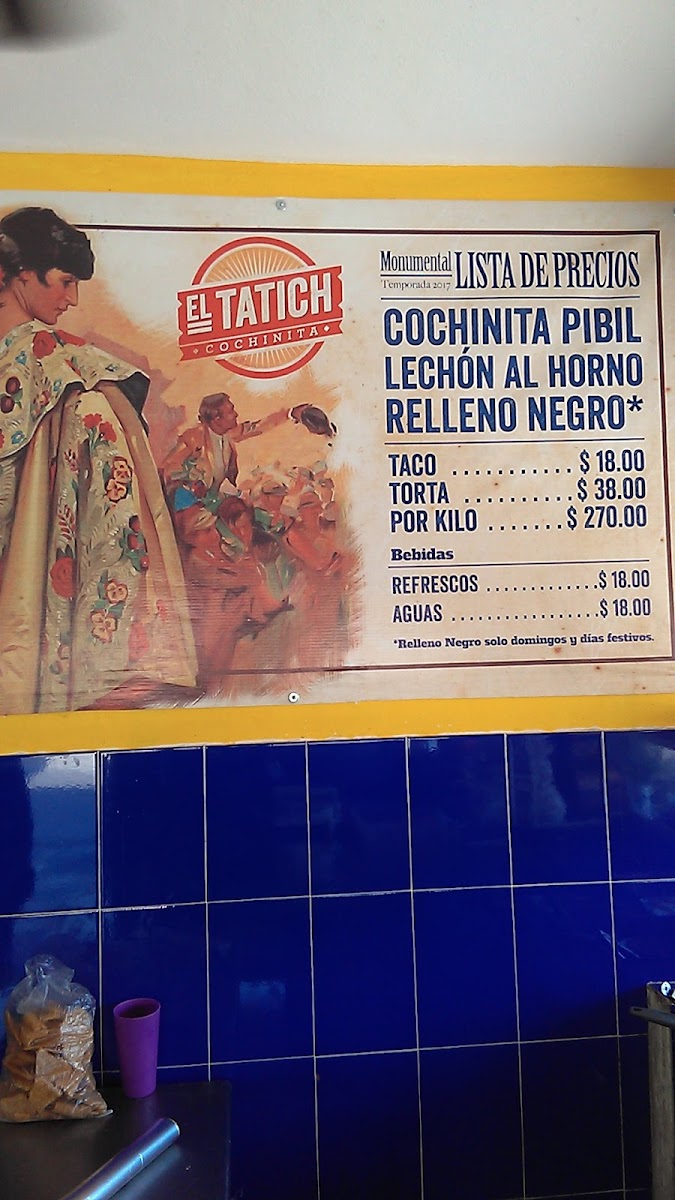 EL TATICH
COCHINITA
Monumental
Temporada 2017
LISTA DE PRECIOS
COCHINITA PIBIL
LECHÓN AL HORNO
RELLENO NEGRO*
TACO ........... $ 18.00
TORTA .......... $ 38.00
POR KILO ....... $ 270.00
Bebidas
REFRESCOS ............. $ 18.00
AGUAS ................. $ 18.00
*Relleno Negro solo domingos y días festivos.